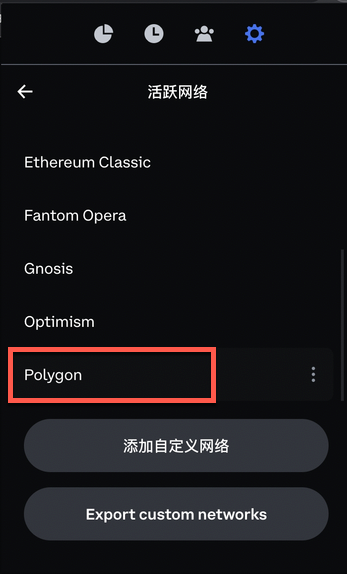 活跃网络
Ethereum Classic
Fantom Opera
Gnosis
Optimism
Polygon
添加自定义网络
Export custom networks